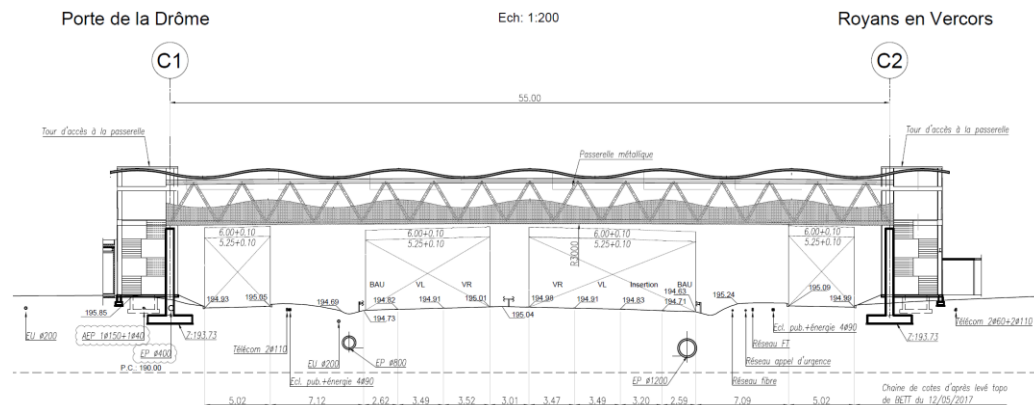 Porte de la Drôme
Ech: 1:200
Royans en Vercors
C1
C2
55.00
Tour d'accès à la passerelle
Tour d'accès à la passerelle
Passerelle métallique
6.00+0.10
5.25+0.10
6.00+0.10
5.25+0.10
R3000
6.00+0.10
5.25+0.10
6.00+0.10
5.25+0.10
BAU
VL
VR
VR
VL
Insertion
BAU
194.93
195.05
194.69
194.82
194.91
195.01
194.98
194.91
194.83
194.63
194.71
195.24
195.09
194.99
195.85
194.73
195.04
EU Ø200
AEP 1Ø150+1Ø40
EP Ø400
Z:193.73
Télécom 2Ø110
EU Ø200
EP Ø800
Ecl. pub.+énergie 4Ø90
P.C.: 190.00
EP Ø1200
Ecl. pub.+énergie 4Ø90
Réseau FT
Réseau appel d'urgence
Réseau fibre
Z:193.73
Télécom 2Ø60+2Ø110
Chaine de cotes d'après levé topo
de BETT du 12/05/2017
5.02
7.12
2.62
3.49
3.52
3.01
3.47
3.49
3.20
2.59
7.09
5.02